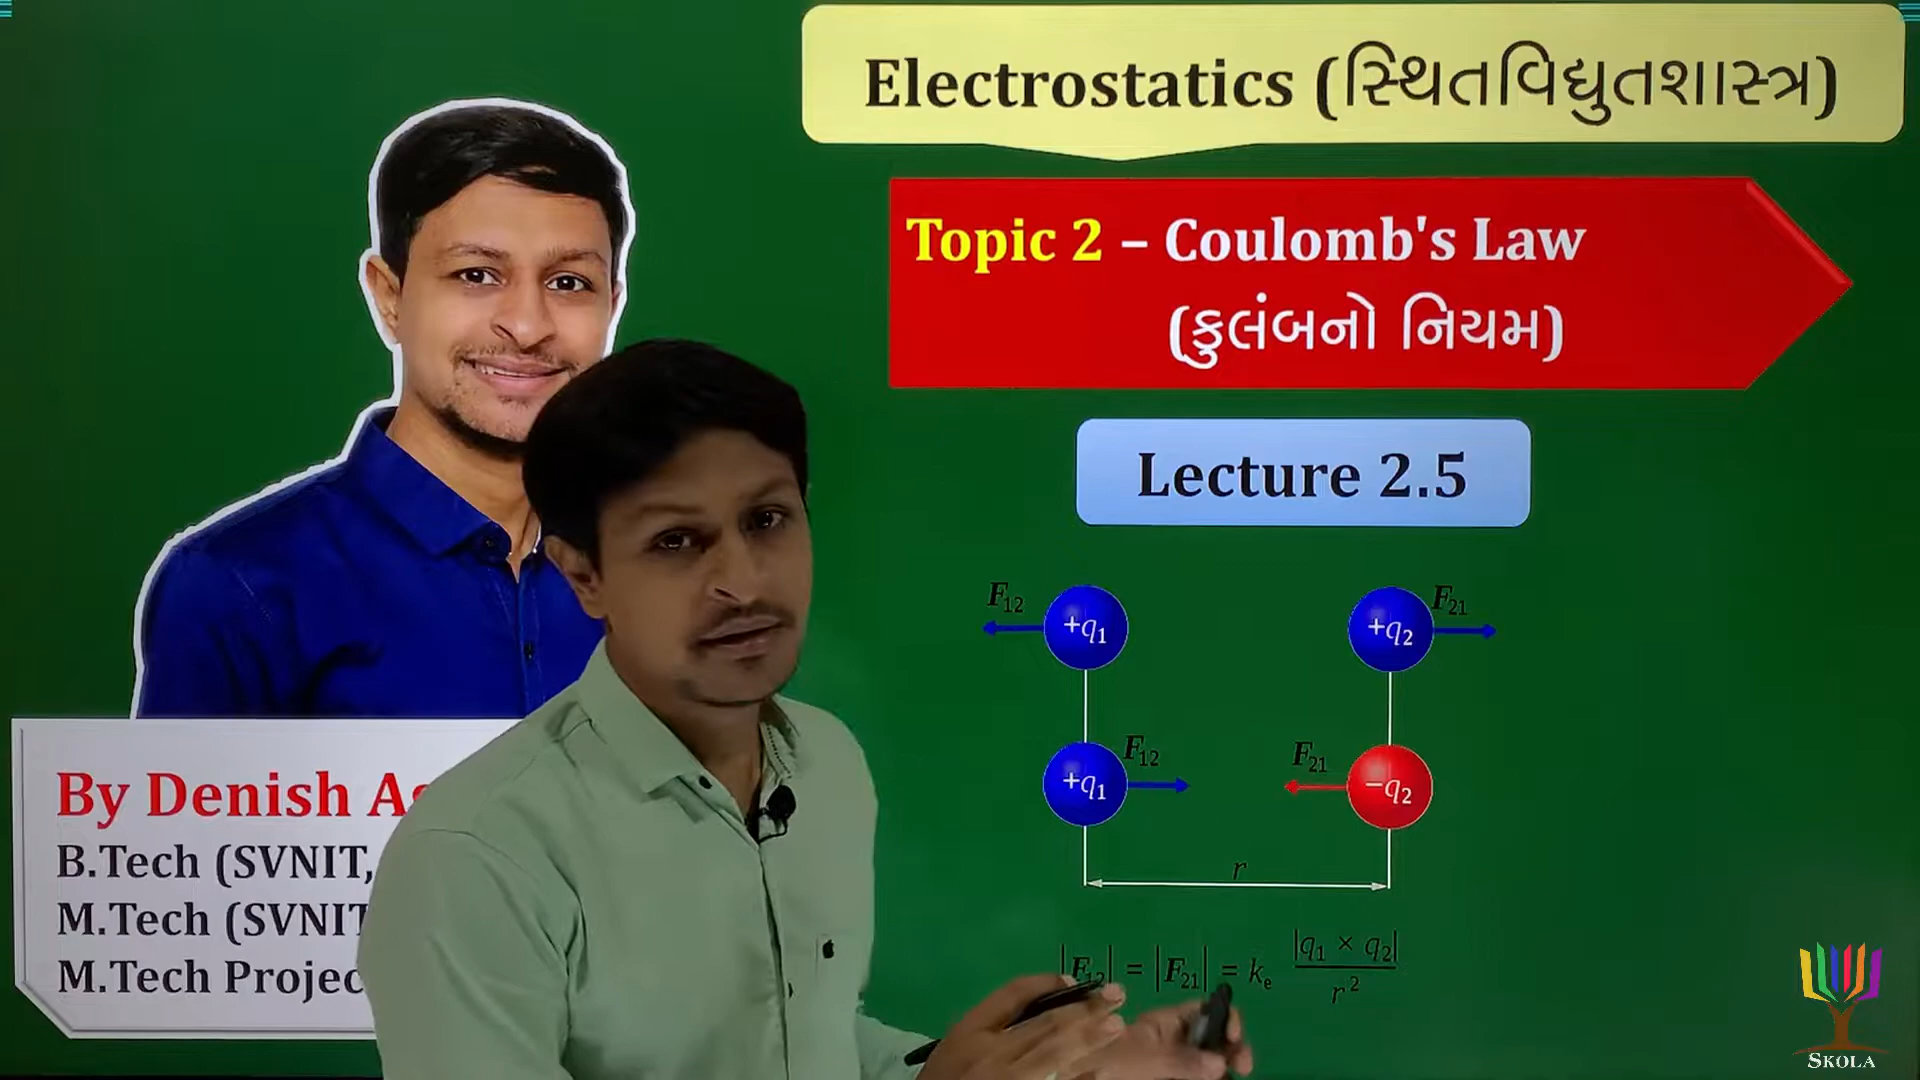 Electrostatics (સ્થિતવિદ્યુતશાસ્ત્ર)
Topic 2 – Coulomb's Law
(કુલંબનો નિયમ)
Lecture 2.5
F12
+q1
+q2
F21
+q1
F12
F21
−q2
r
|F12| = |F21| = ke |q1 × q2| / r²
By Denish
B.Tech (SVNIT,
M.Tech (SVNIT
M.Tech
SKOLA